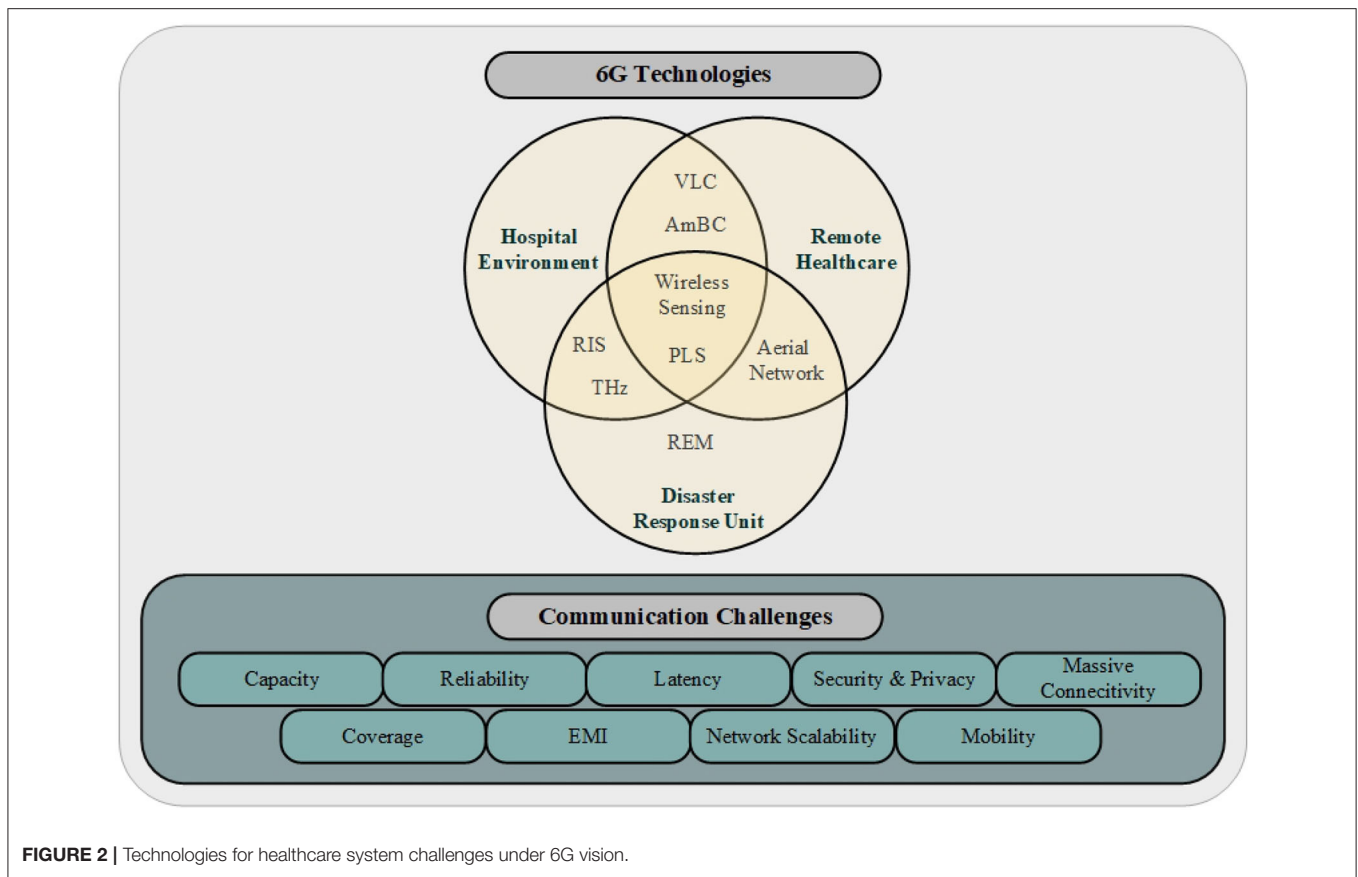 6G Technologies
VLC
AmBC
Hospital
Environment
Remote
Healthcare
Wireless
Sensing
RIS
PLS
Aerial
Network
THz
REM
Disaster
Response Unit
Communication Challenges
Capacity
Reliability
Latency
Security & Privacy
Massive
Connecitivity
Coverage
EMI
Network Scalability
Mobility
FIGURE 2 | Technologies for healthcare system challenges under 6G vision.